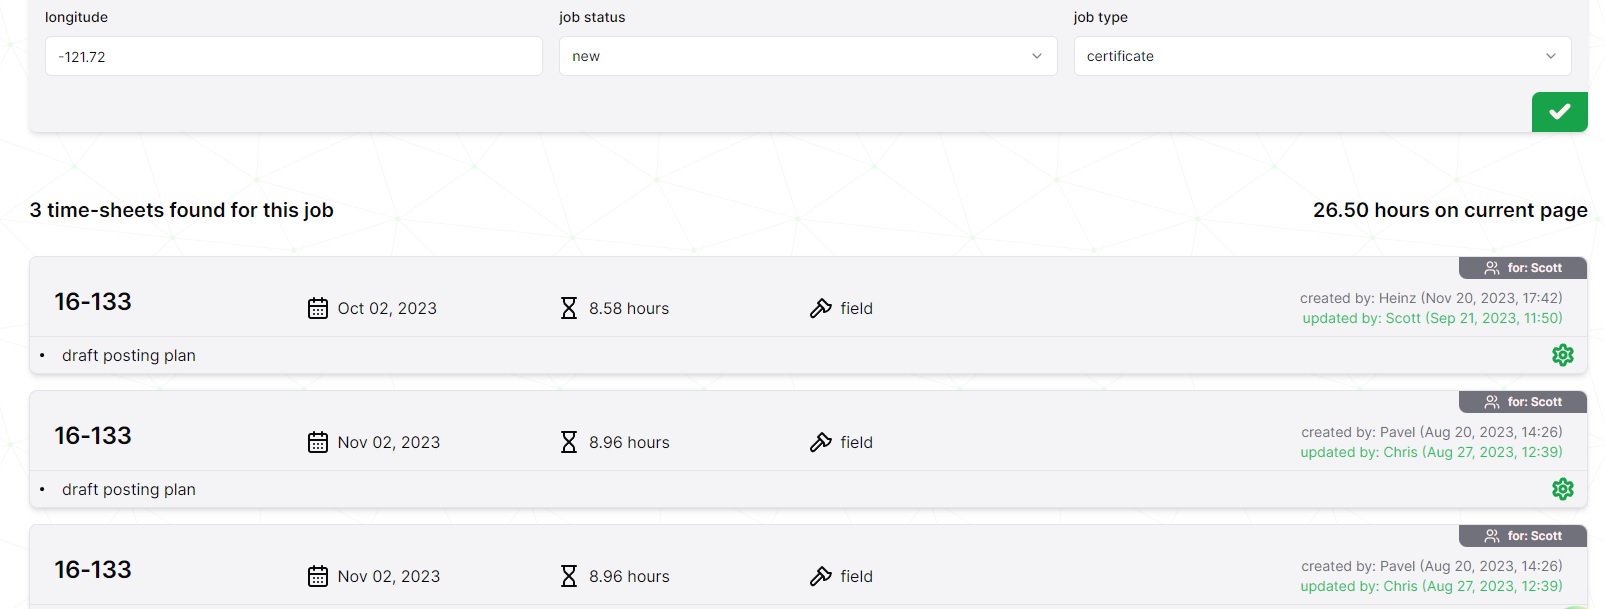 longitude
job status
job type
-121.72
new
certificate
3 time-sheets found for this job
26.50 hours on current page
for: Scott
16-133
Oct 02, 2023
8.58 hours
field
created by: Heinz (Nov 20, 2023, 17:42)
updated by: Scott (Sep 21, 2023, 11:50)
• draft posting plan
for: Scott
16-133
Nov 02, 2023
8.96 hours
field
created by: Pavel (Aug 20, 2023, 14:26)
updated by: Chris (Aug 27, 2023, 12:39)
• draft posting plan
for: Scott
16-133
Nov 02, 2023
8.96 hours
field
created by: Pavel (Aug 20, 2023, 14:26)
updated by: Chris (Aug 27, 2023, 12:39)